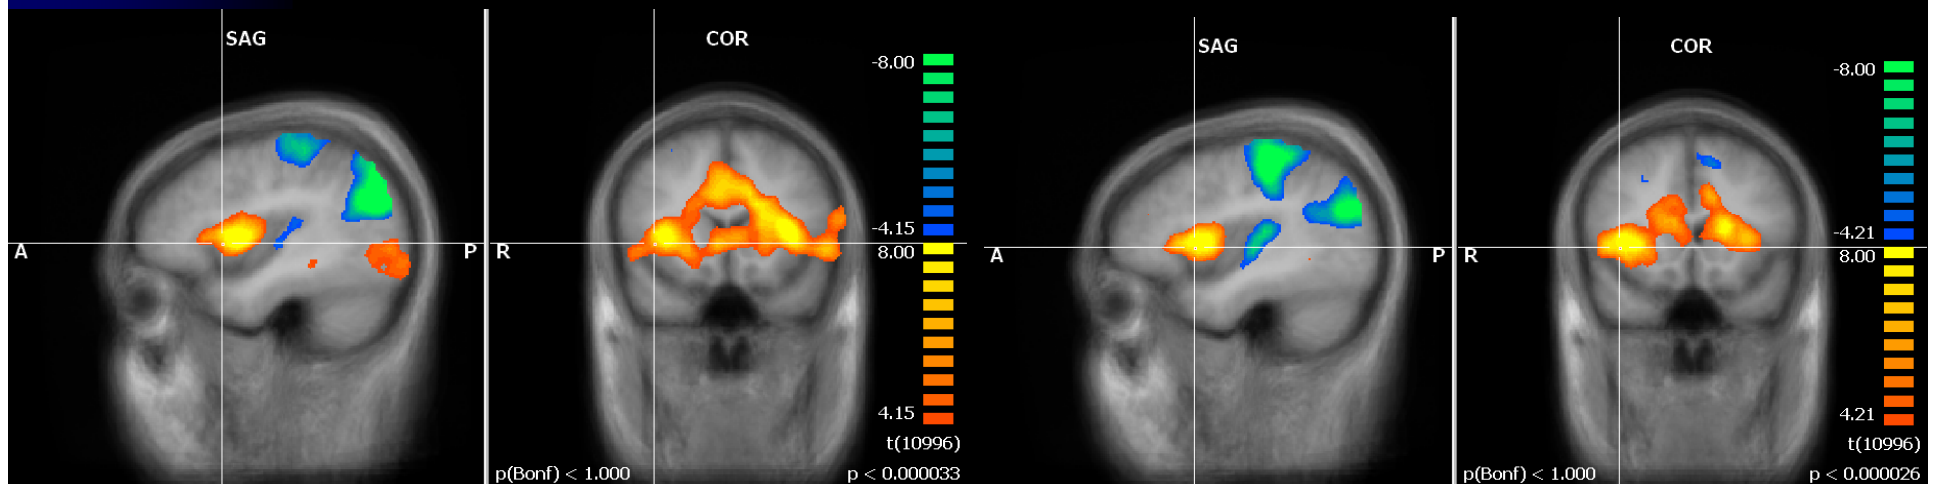 SAG
COR
-8.00
-4.15
8.00
A
P
R
4.15
t(10996)
p(Bonf) < 1.000
p < 0.000033
SAG
COR
-8.00
-4.21
8.00
A
P
R
4.21
t(10996)
p(Bonf) < 1.000
p < 0.000026